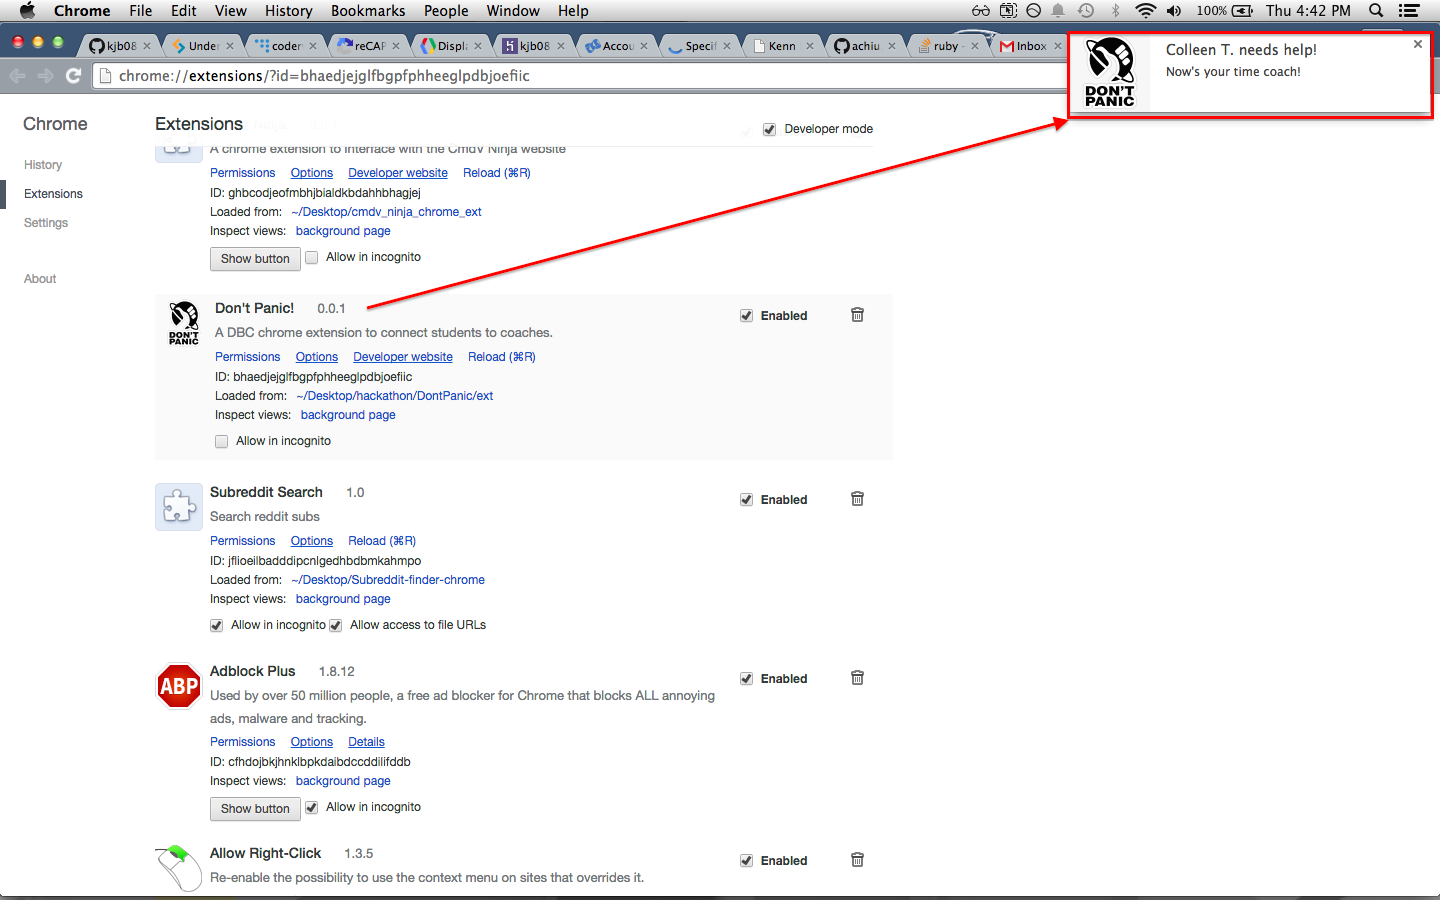 Chrome File Edit View History Bookmarks People Window Help 100% Thu 4:42 PM
kjb08 Under coder reCAP Displa kjb08 Accou Specif Kenn achiu ruby - Inbox
chrome://extensions/?id=bhaedjejglfbgpfphheeglpdbjoefiic
DON'T PANIC
Colleen T. needs help!
Now's your time coach!
Chrome
History
Extensions
Settings
About
Extensions
Developer mode
A chrome extension to interface with the CmdV Ninja website
Permissions Options Developer website Reload (⌘R)
ID: ghbcodjeofmbhjbialdkbdahhbhagjej
Loaded from: ~/Desktop/cmdv_ninja_chrome_ext
Inspect views: background page
Show button Allow in incognito
DON'T PANIC
Don't Panic! 0.0.1
Enabled
A DBC chrome extension to connect students to coaches.
Permissions Options Developer website Reload (⌘R)
ID: bhaedjejglfbgpfphheeglpdbjoefiic
Loaded from: ~/Desktop/hackathon/DontPanic/ext
Inspect views: background page
Allow in incognito
Subreddit Search 1.0
Enabled
Search reddit subs
Permissions Options Reload (⌘R)
ID: jflioeilbadddipcnlgedhbdbmkahmpo
Loaded from: ~/Desktop/Subreddit-finder-chrome
Inspect views: background page
Allow in incognito Allow access to file URLs
ABP
Adblock Plus 1.8.12
Enabled
Used by over 50 million people, a free ad blocker for Chrome that blocks ALL annoying
ads, malware and tracking.
Permissions Options Details
ID: cfhdojbkjhnklbpkdaibdccddilifddb
Inspect views: background page
Show button Allow in incognito
Allow Right-Click 1.3.5
Enabled
Re-enable the possibility to use the context menu on sites that overrides it.